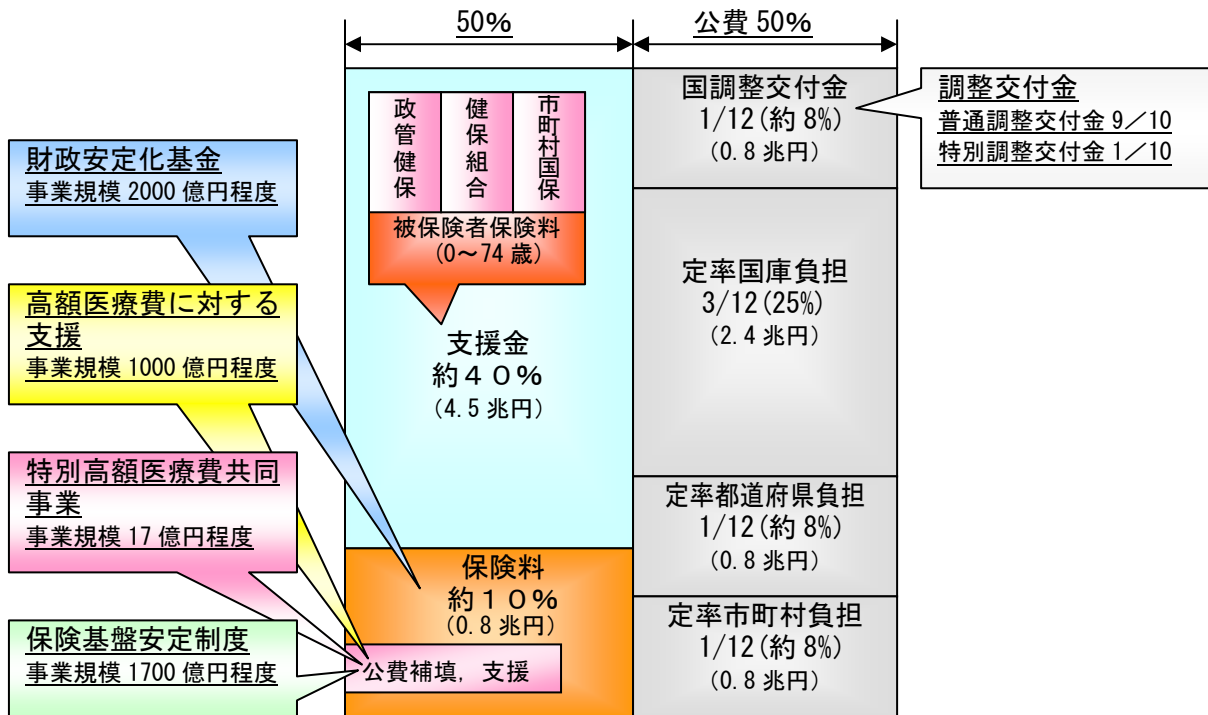 50%
公費 50%
政管健保
健保組合
市町村国保
被保険者保険料
(0～74 歳)
支援金
約４０%
(4.5 兆円)
保険料
約１０%
(0.8 兆円)
公費補填，支援
国調整交付金
1/12(約 8%)
(0.8 兆円)
定率国庫負担
3/12(25%)
(2.4 兆円)
定率都道府県負担
1/12(約 8%)
(0.8 兆円)
定率市町村負担
1/12(約 8%)
(0.8 兆円)
調整交付金
普通調整交付金 9／10
特別調整交付金 1／10
財政安定化基金
事業規模 2000 億円程度
高額医療費に対する
支援
事業規模 1000 億円程度
特別高額医療費共同
事業
事業規模 17 億円程度
保険基盤安定制度
事業規模 1700 億円程度